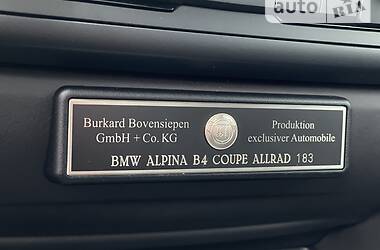 auto RIA
Burkard Bovensiepen
GmbH + Co. KG
Produktion
exclusiver Automobile
BMW ALPINA B4 COUPE ALLRAD 183